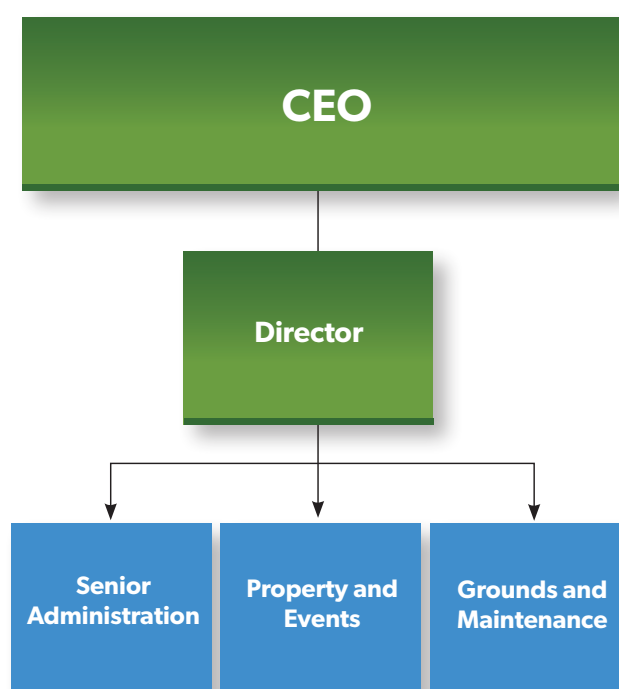 CEO
Director
Senior
Administration
Property and
Events
Grounds and
Maintenance